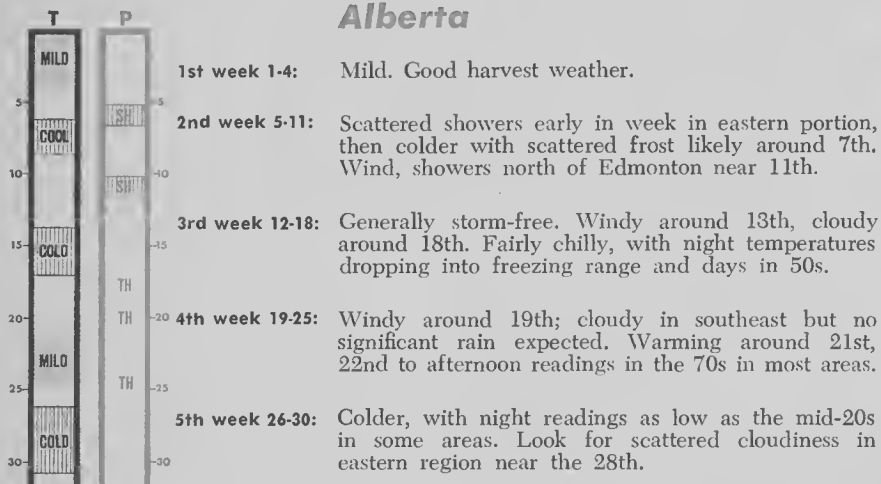 Alberta
T P
MILD
5 5
COOL SH
10 10
SH
15 15
COLD
TH
20 TH 20
MILD
25 TH 25
COLD
30 30
1st week 1-4: Mild. Good harvest weather.
2nd week 5-11: Scattered showers early in week in eastern portion,
then colder with scattered frost likely around 7th.
Wind, showers north of Edmonton near 11th.
3rd week 12-18: Generally storm-free. Windy around 13th, cloudy
around 18th. Fairly chilly, with night temperatures
dropping into freezing range and days in 50s.
4th week 19-25: Windy around 19th; cloudy in southeast but no
significant rain expected. Warming around 21st,
22nd to afternoon readings in the 70s in most areas.
5th week 26-30: Colder, with night readings as low as the mid-20s
in some areas. Look for scattered cloudiness in
eastern region near the 28th.